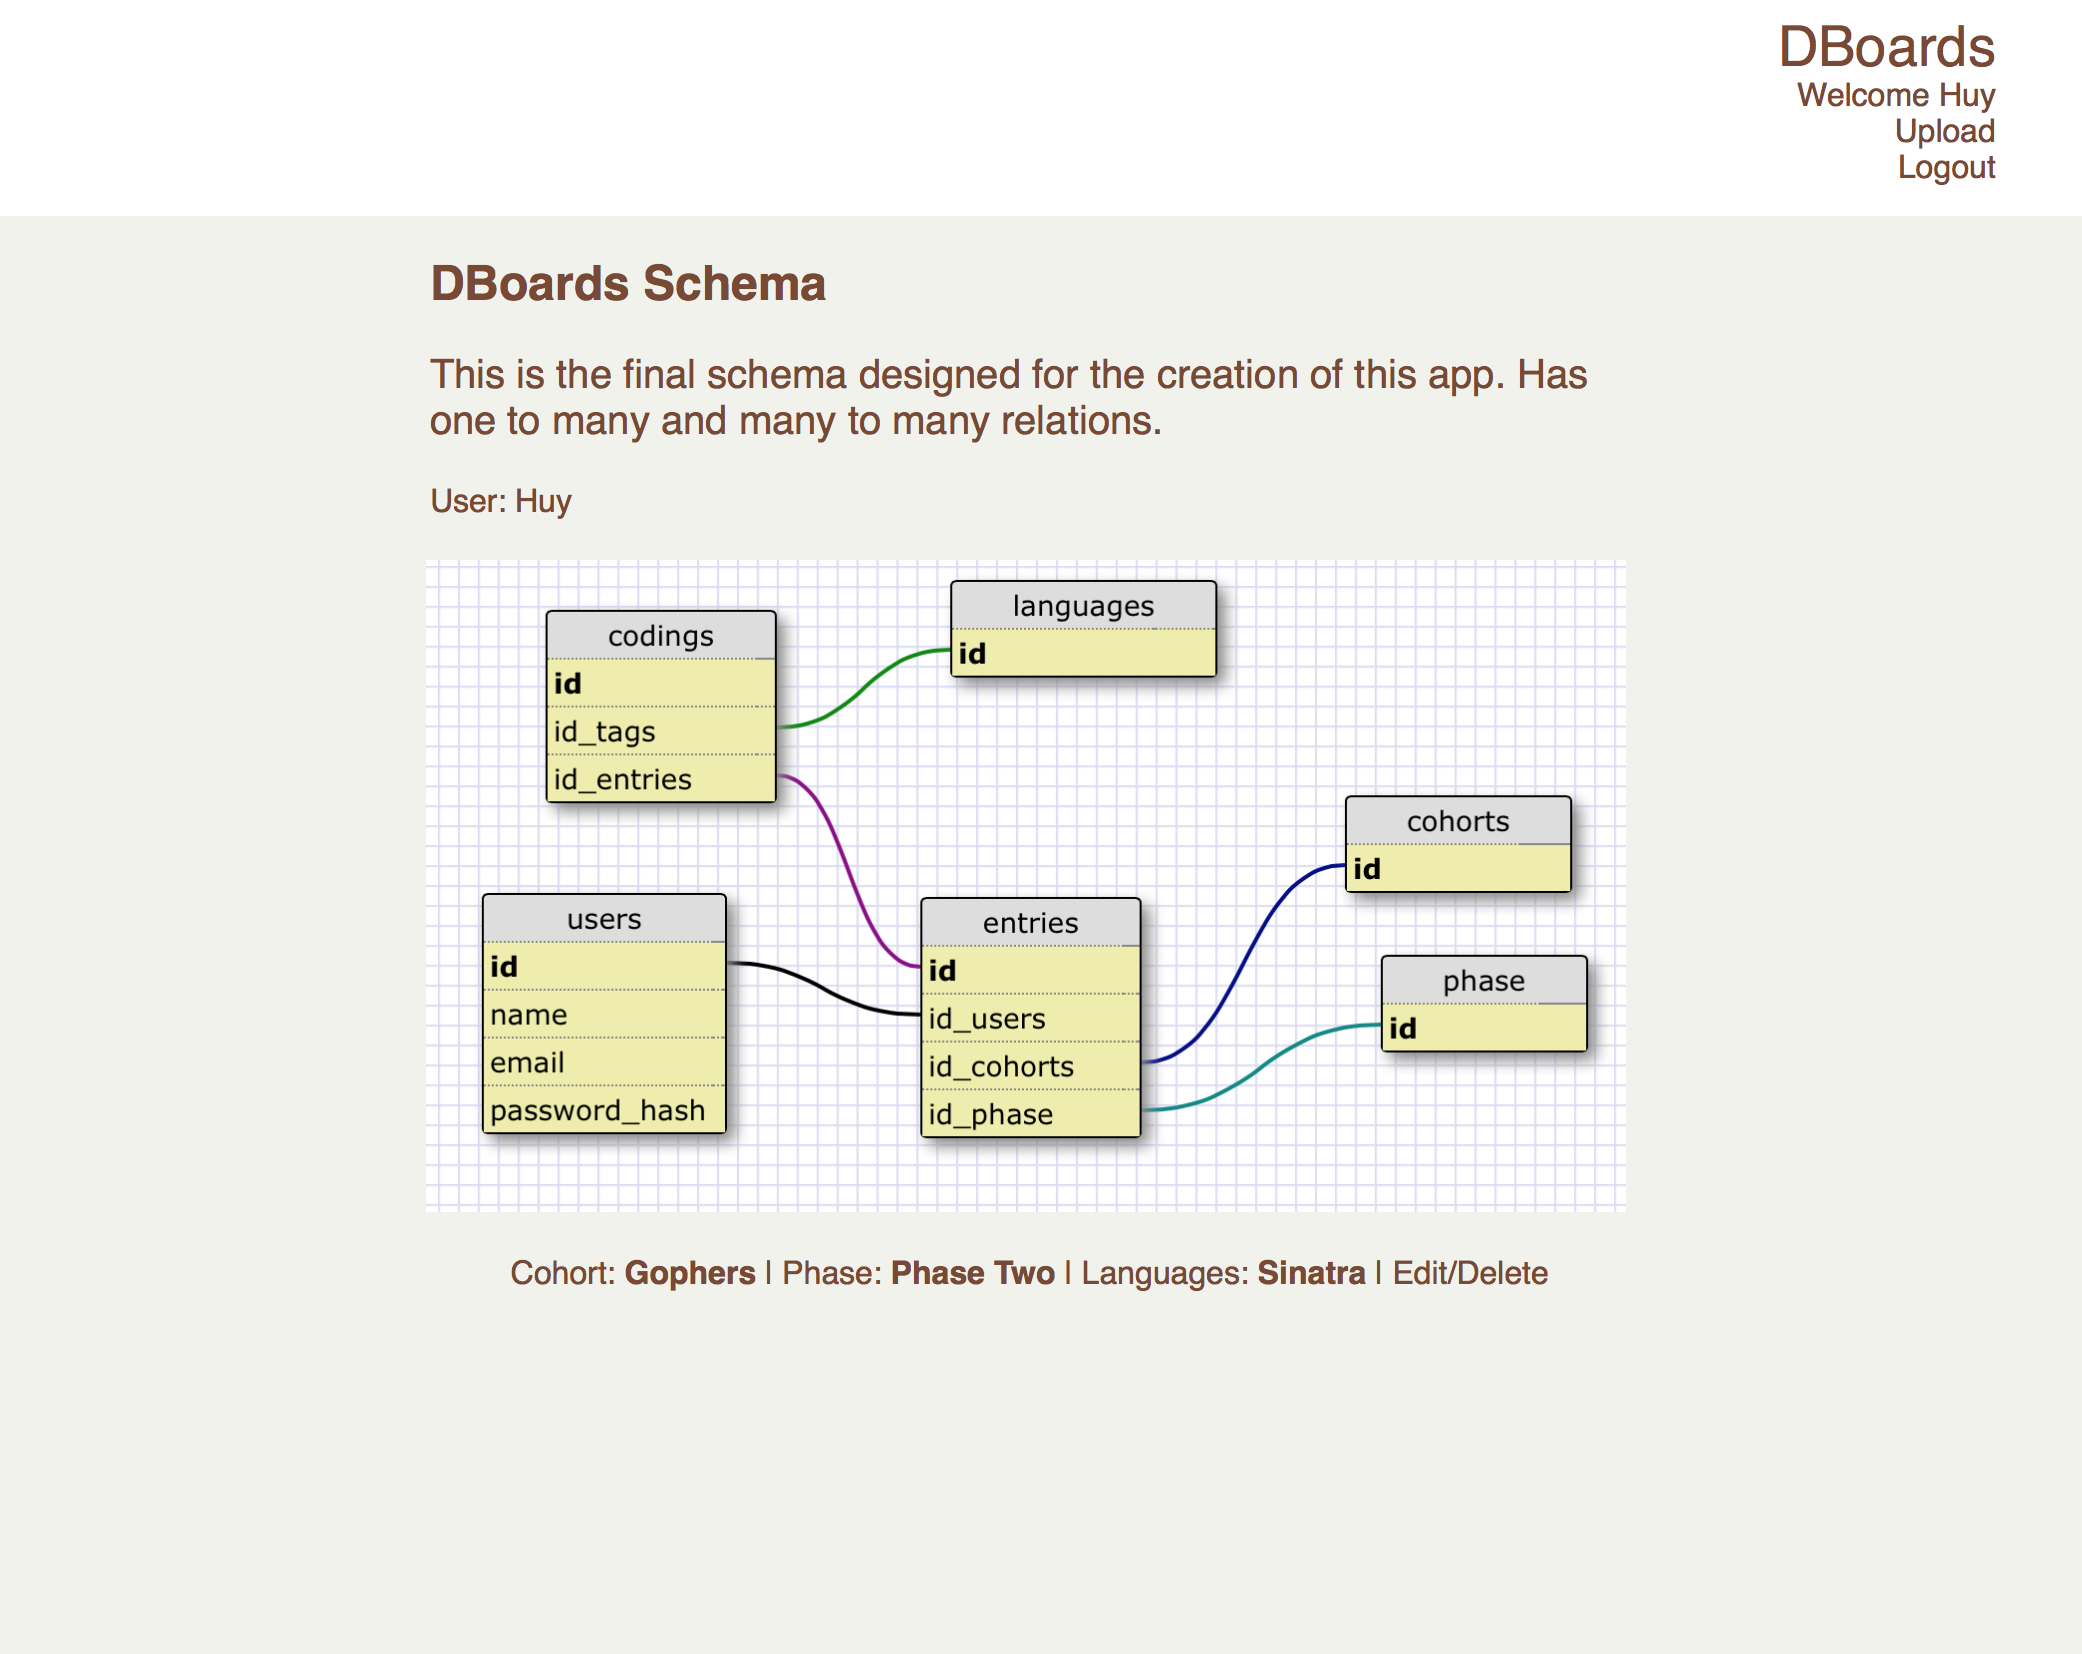 DBoards
Welcome Huy
Upload
Logout
DBoards Schema
This is the final schema designed for the creation of this app. Has
one to many and many to many relations.
User: Huy
codings
id
id_tags
id_entries
languages
id
users
id
name
email
password_hash
entries
id
id_users
id_cohorts
id_phase
cohorts
id
phase
id
Cohort: Gophers | Phase: Phase Two | Languages: Sinatra | Edit/Delete